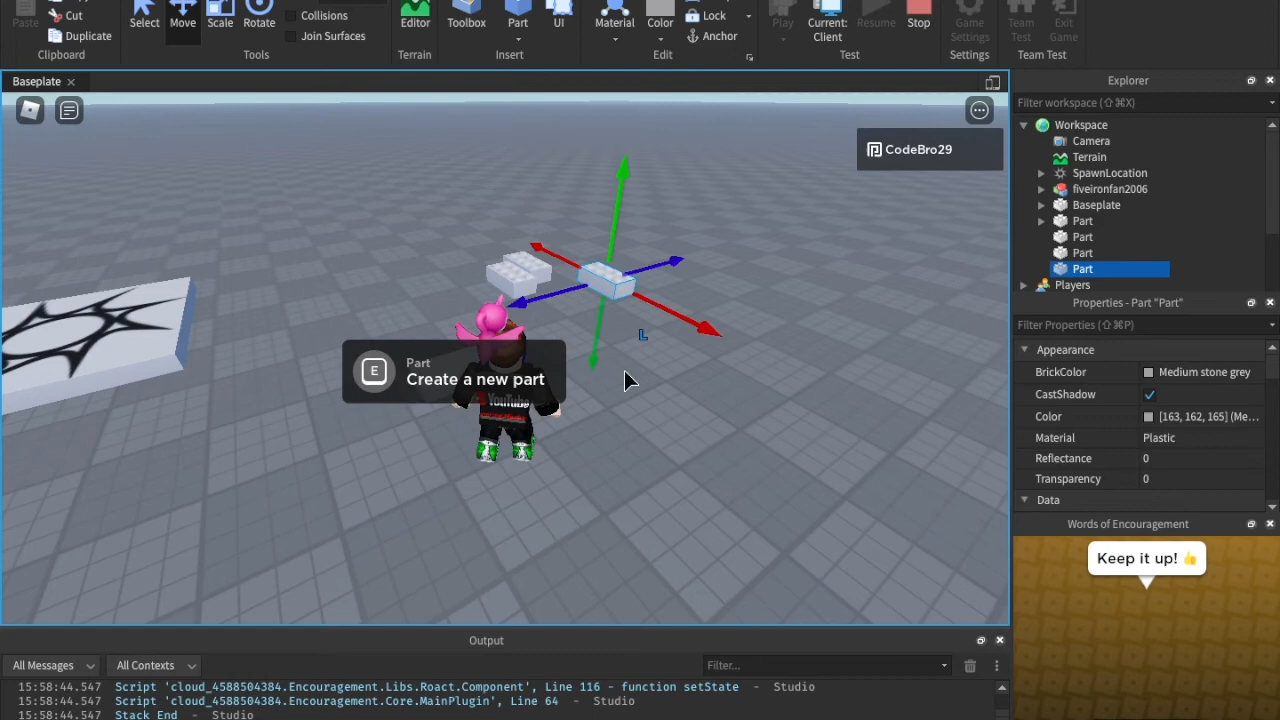 Paste
Cut
Duplicate
Clipboard
Select
Move
Scale
Rotate
Collisions
Join Surfaces
Tools
Editor
Terrain
Toolbox
Part
UI
Insert
Material
Color
Lock
Anchor
Edit
Play
Current:
Client
Resume
Stop
Test
Game
Settings
Settings
Team
Test
Exit
Game
Team Test
Baseplate
CodeBro29
E
Part
Create a new part
YouTube
L
Explorer
Filter workspace (⇧⌘X)
Workspace
Camera
Terrain
SpawnLocation
fiveironfan2006
Baseplate
Part
Part
Part
Part
Players
Properties - Part "Part"
Filter Properties (⇧⌘P)
Appearance
BrickColor Medium stone grey
CastShadow
Color [163, 162, 165] (Me...
Material Plastic
Reflectance 0
Transparency 0
Data
Words of Encouragement
Keep it up! 👍
Output
All Messages
All Contexts
Filter...
15:58:44.547 Script 'cloud_4588504384.Encouragement.Libs.Roact.Component', Line 116 - function setState - Studio
15:58:44.547 Script 'cloud_4588504384.Encouragement.Core.MainPlugin', Line 64 - Studio
15:58:44.547 Stack End - Studio